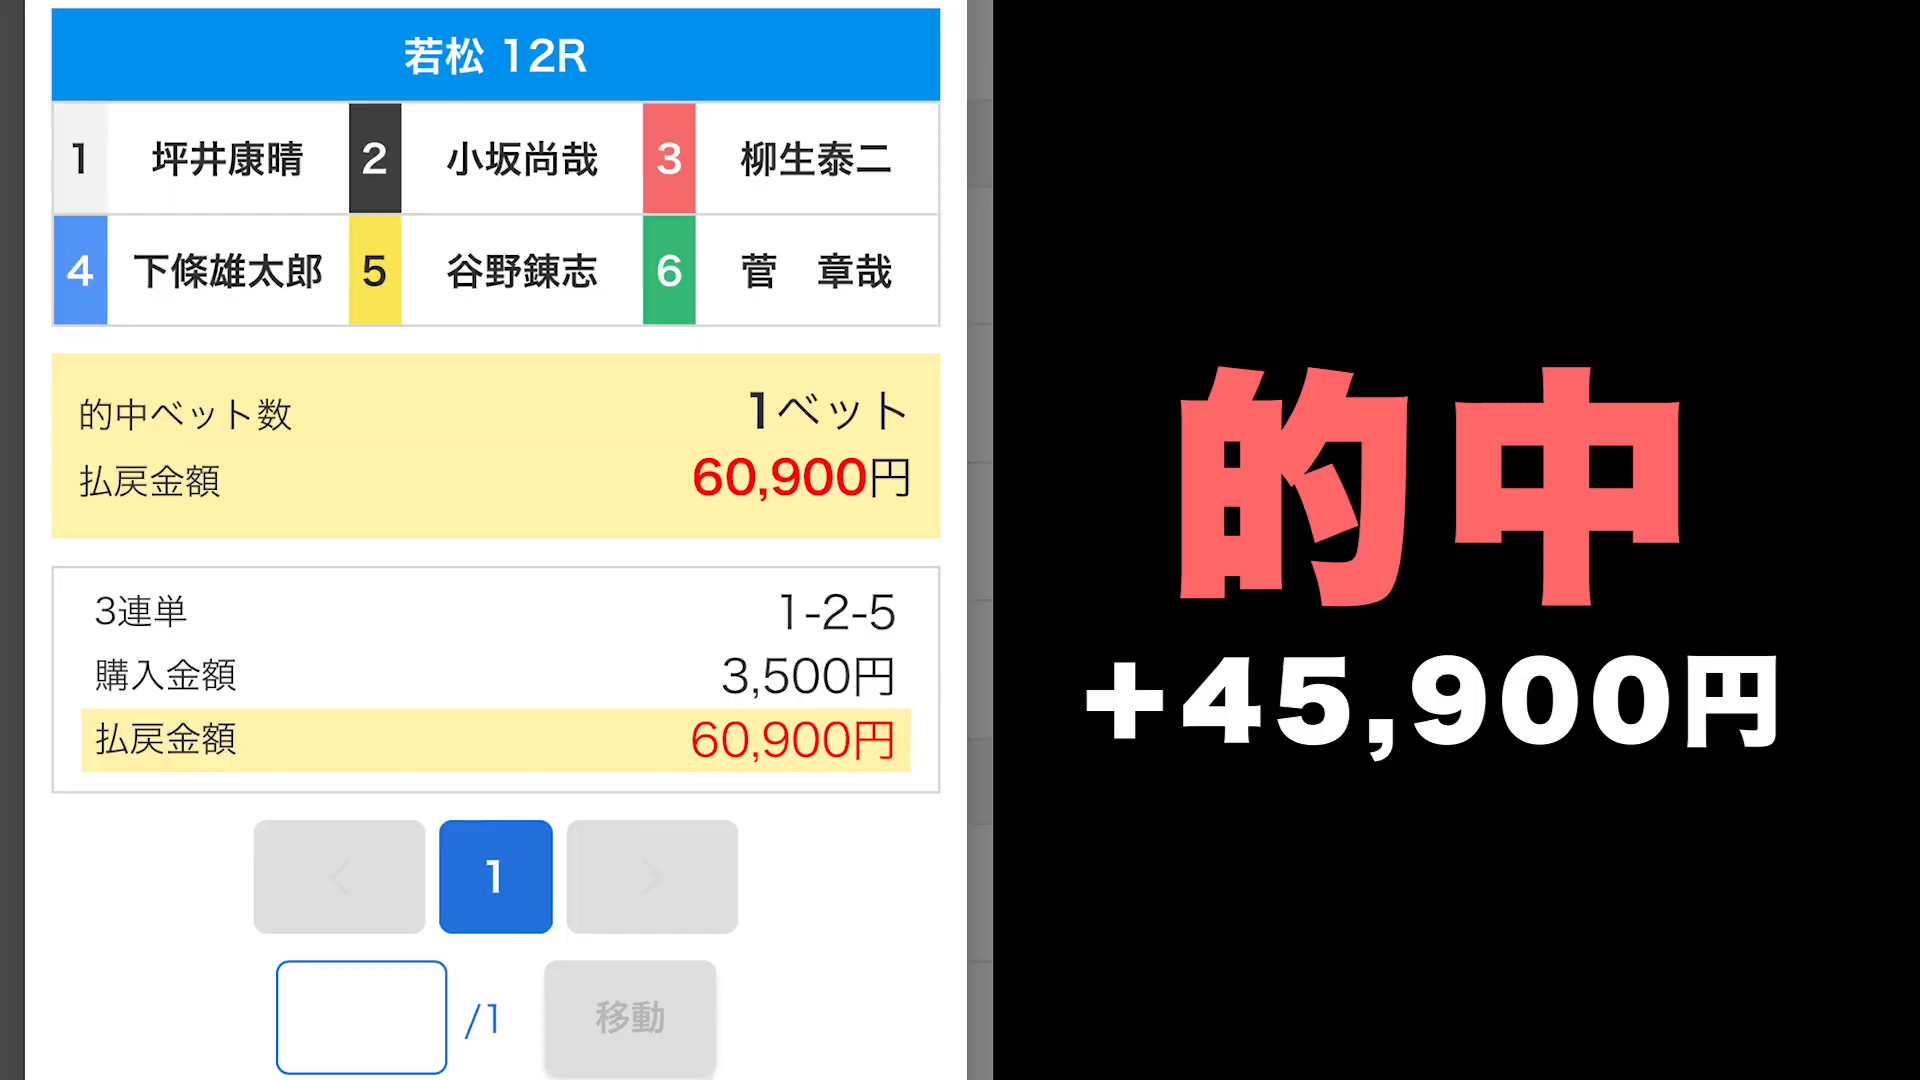 若松 12R
1 坪井康晴 2 小坂尚哉 3 柳生泰二
4 下條雄太郎 5 谷野錬志 6 菅　章哉
的中ベット数 1ベット
払戻金額 60,900円
3連単 1-2-5
購入金額 3,500円
払戻金額 60,900円
< 1 >
/1 移動
的中
+45,900円